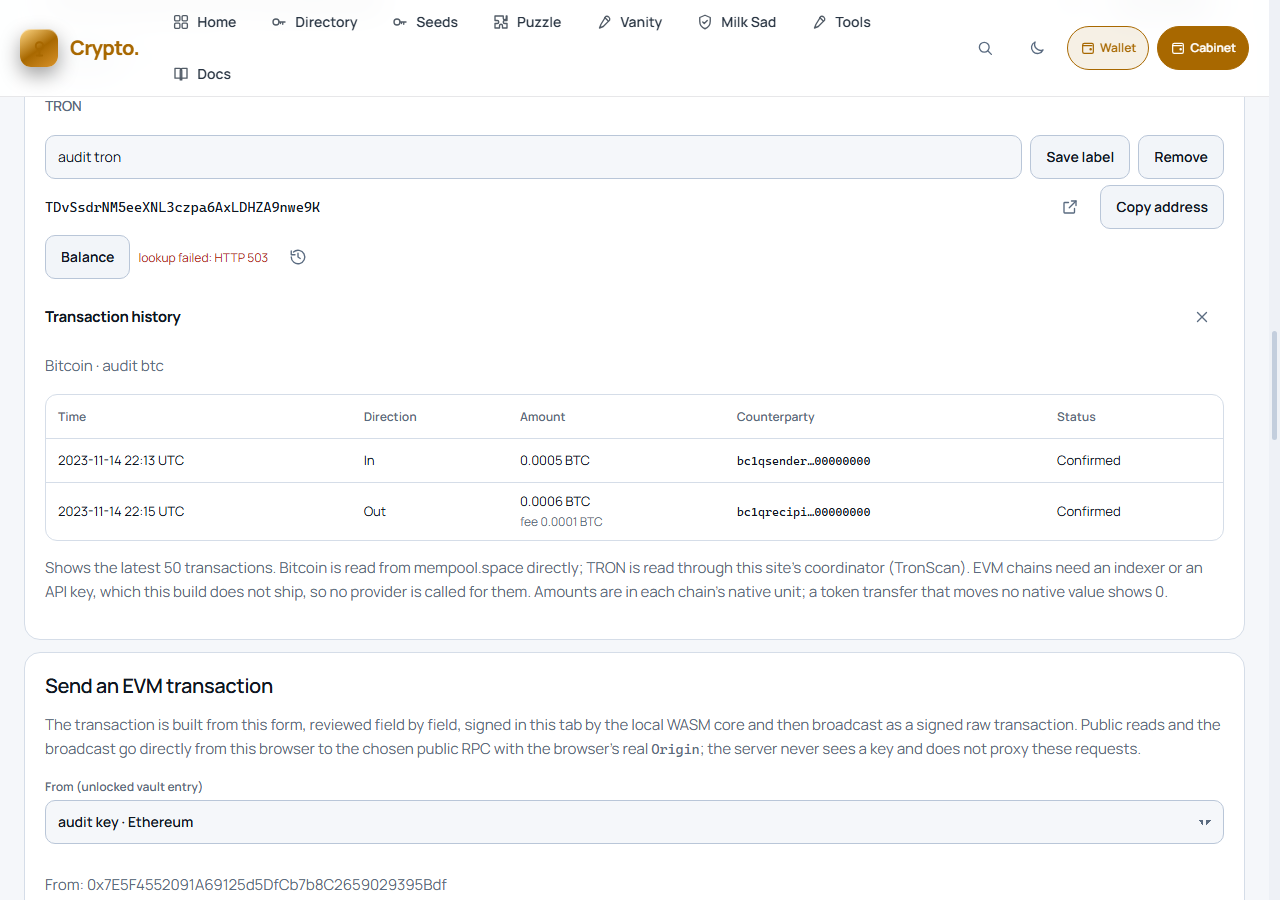 Home
Directory
Seeds
Puzzle
Vanity
Milk Sad
Tools
Crypto.
Wallet
Cabinet
Docs
TRON
audit tron
Save label
Remove
TDvSsdrNM5eeXNL3czpa6AxLDHZA9nwe9K
Copy address
Balance
lookup failed: HTTP 503
Transaction history
Bitcoin · audit btc
Time Direction Amount Counterparty Status
2023-11-14 22:13 UTC In 0.0005 BTC bc1qsender…00000000 Confirmed
2023-11-14 22:15 UTC Out 0.0006 BTC bc1qrecipi…00000000 Confirmed
fee 0.0001 BTC
Shows the latest 50 transactions. Bitcoin is read from mempool.space directly; TRON is read through this site's coordinator (TronScan). EVM chains need an indexer or an
API key, which this build does not ship, so no provider is called for them. Amounts are in each chain's native unit; a token transfer that moves no native value shows 0.
Send an EVM transaction
The transaction is built from this form, reviewed field by field, signed in this tab by the local WASM core and then broadcast as a signed raw transaction. Public reads and the
broadcast go directly from this browser to the chosen public RPC with the browser's real Origin; the server never sees a key and does not proxy these requests.
From (unlocked vault entry)
audit key · Ethereum
From: 0x7E5F4552091A69125d5DfCb7b8C2659029395Bdf